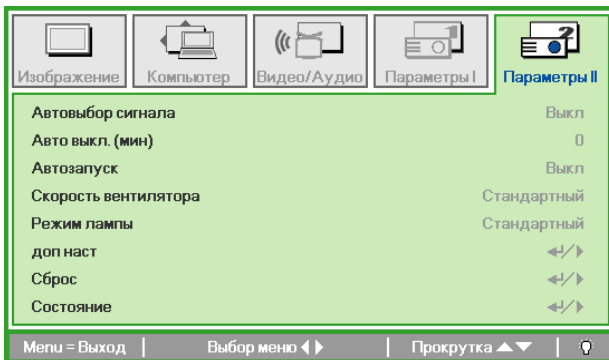 Изображение Компьютер Видео/Аудио Параметры I Параметры II
Автовыбор сигнала Выкл
Авто выкл. (мин) 0
Автозапуск Выкл
Скорость вентилятора Стандартный
Режим лампы Стандартный
доп наст
Сброс
Состояние
Menu = Выход Выбор меню Прокрутка